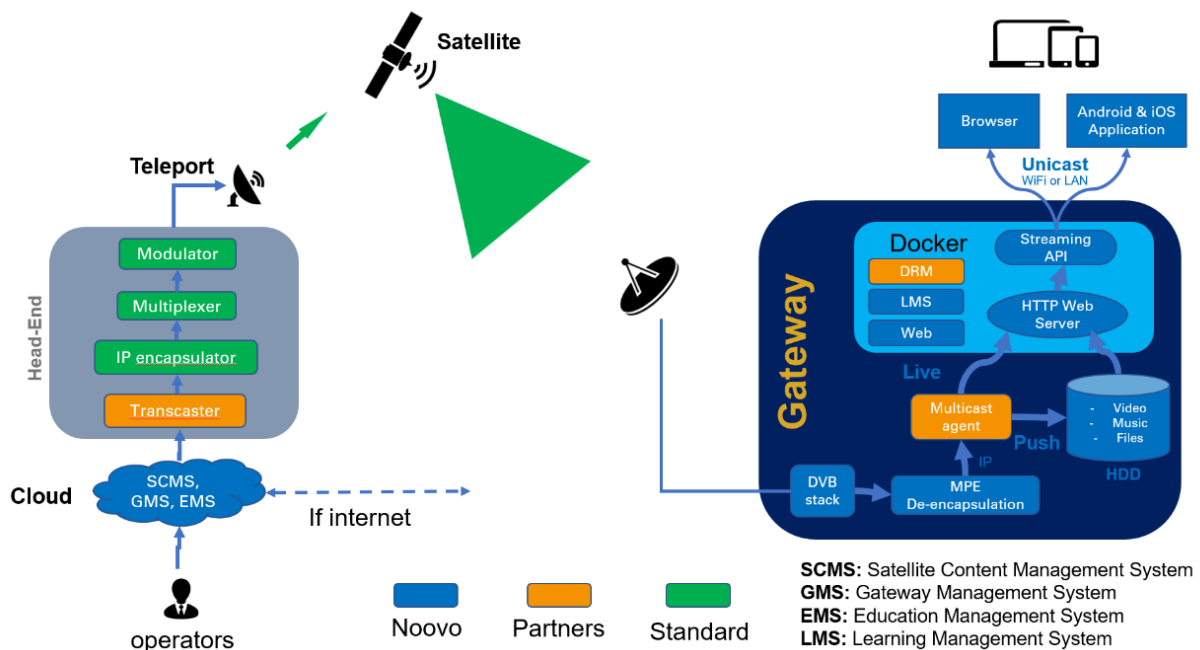 Satellite
Teleport
Head-End
Modulator
Multiplexer
IP encapsulator
Transcaster
Cloud
SCMS,
GMS, EMS
If internet
operators
Browser
Android & iOS
Application
Unicast
WiFi or LAN
Gateway
Docker
DRM
LMS
Web
Streaming
API
HTTP Web
Server
Live
Multicast
agent
Push
- Video
- Music
- Files
HDD
IP
DVB
stack
MPE
De-encapsulation
Noovo
Partners
Standard
SCMS: Satellite Content Management System
GMS: Gateway Management System
EMS: Education Management System
LMS: Learning Management System